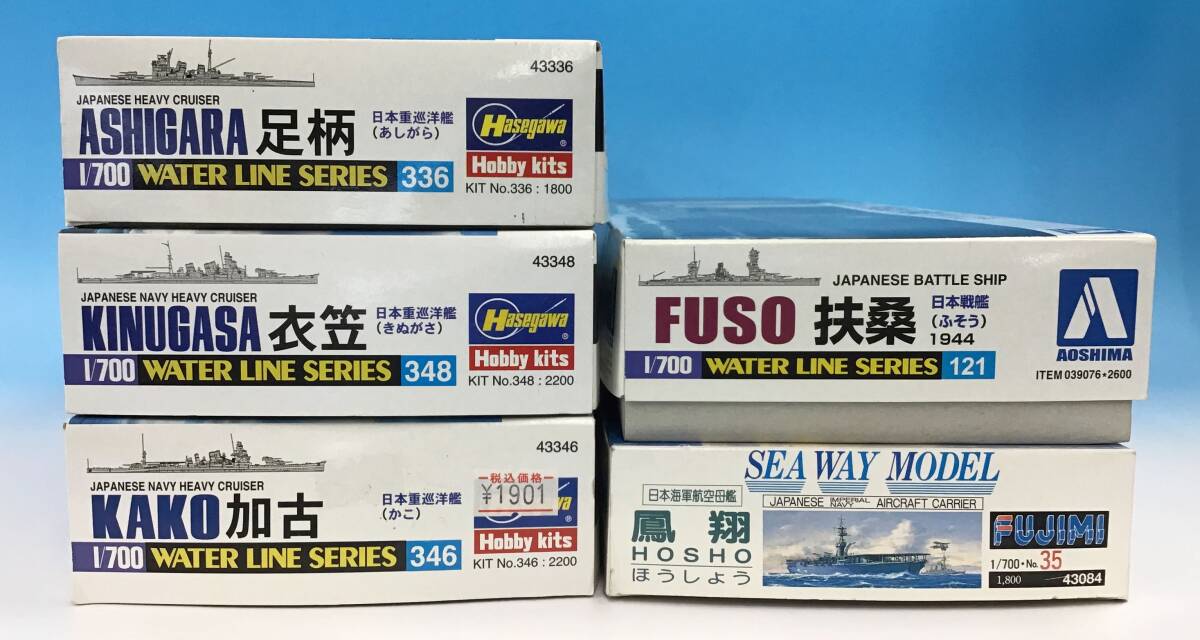 43336
JAPANESE HEAVY CRUISER
ASHIGARA 足柄 日本重巡洋艦
(あしがら)
Hasegawa
Hobby kits
1/700 WATER LINE SERIES 336
KIT No.336 : 1800
43348
JAPANESE NAVY HEAVY CRUISER
KINUGASA 衣笠 日本重巡洋艦
(きぬがさ)
Hasegawa
Hobby kits
1/700 WATER LINE SERIES 348
KIT No.348 : 2200
43346
JAPANESE NAVY HEAVY CRUISER
KAKO 加古 日本重巡洋艦
(かこ)
税込価格
¥1901
wa
Hobby kits
1/700 WATER LINE SERIES 346
KIT No.346 : 2200
JAPANESE BATTLE SHIP
FUSO 扶桑 日本戦艦
(ふそう)
1944
1/700 WATER LINE SERIES 121
AOSHIMA
ITEM 039076★2600
SEA WAY MODEL
日本海軍航空母艦
JAPANESE IMPERIAL NAVY AIRCRAFT CARRIER
鳳翔
HOSHO
ほうしょう
FUJIMI
1/700・No. 35
1,800 43084